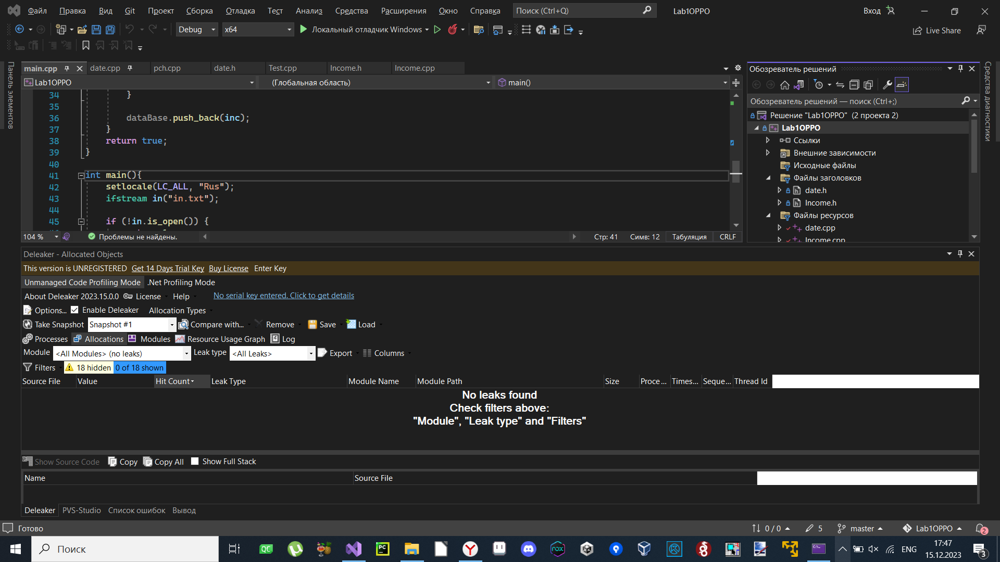 Файл Правка Вид Git Проект Сборка Отладка Тест Анализ Средства Расширения Окно Справка Поиск (Ctrl+Q) Lab1OPPO Вход
Debug x64 Локальный отладчик Windows Live Share
Панель элементов
main.cpp date.cpp pch.cpp date.h Test.cpp Income.h Income.cpp
Lab1OPPO (Глобальная область) main()
34 }
35
36 dataBase.push_back(inc);
37 }
38 return true;
39 }
40
41 int main(){
42 setlocale(LC_ALL, "Rus");
43 ifstream in("in.txt");
44
45 if (!in.is_open()) {
104 % Проблемы не найдены. Стр: 41 Симв: 12 Табуляция CRLF
Обозреватель решений
Обозреватель решений — поиск (Ctrl+;)
Решение "Lab1OPPO" (2 проекта 2)
Lab1OPPO
Ссылки
Внешние зависимости
Исходные файлы
Файлы заголовков
date.h
Income.h
Файлы ресурсов
date.cpp
Income.cpp
Средства диагностики
Deleaker - Allocated Objects
This version is UNREGISTERED Get 14 Days Trial Key Buy License Enter Key
Unmanaged Code Profiling Mode .Net Profiling Mode
About Deleaker 2023.15.0.0 License Help No serial key entered. Click to get details
Options... Enable Deleaker Allocation Types
Take Snapshot Snapshot #1 Compare with... Remove Save Load
Processes Allocations Modules Resource Usage Graph Log
Module <All Modules> (no leaks) Leak type <All Leaks> Export Columns
Filters 18 hidden 0 of 18 shown
Source File Value Hit Count Leak Type Module Name Module Path Size Proce... Times... Seque... Thread Id
No leaks found
Check filters above:
"Module", "Leak type" and "Filters"
Show Source Code Copy Copy All Show Full Stack
Name Source File
Deleaker PVS-Studio Список ошибок Вывод
Готово 0 / 0 5 master Lab1OPPO 2
Поиск QC PC nox ENG 17:47
15.12.2023 3